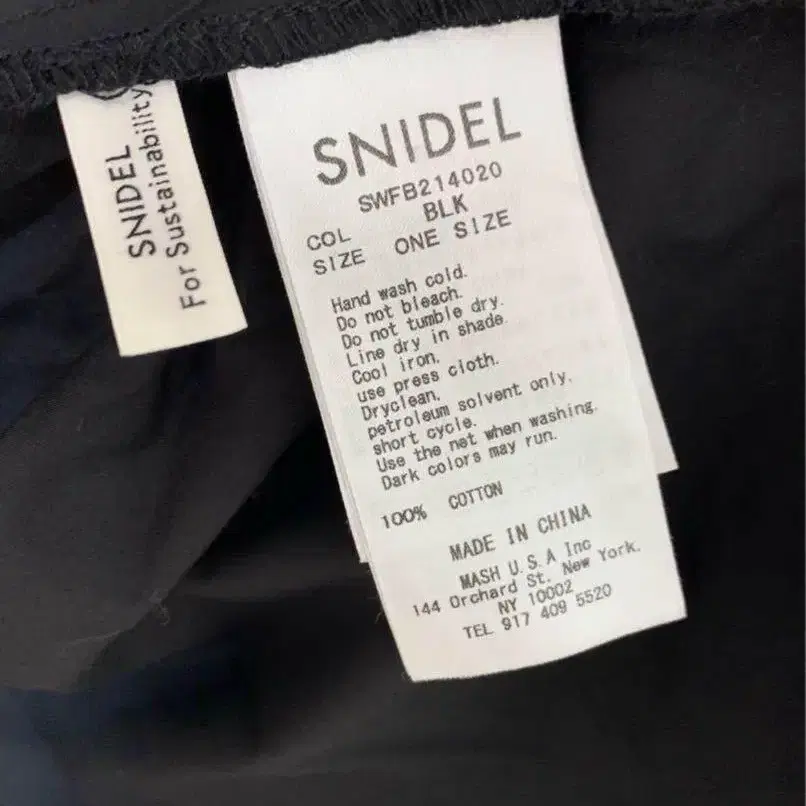 SNIDEL
For Sustainability
SNIDEL
SWFB214020
COL BLK
SIZE ONE SIZE
Hand wash cold.
Do not bleach.
Do not tumble dry.
Line dry in shade.
Cool iron.
use press cloth.
Dryclean.
petroleum solvent only.
short cycle.
Use the net when washing.
Dark colors may run.
100% COTTON
MADE IN CHINA
MASH U.S.A Inc
144 Orchard St. New York.
NY 10002
TEL 917 409 5520